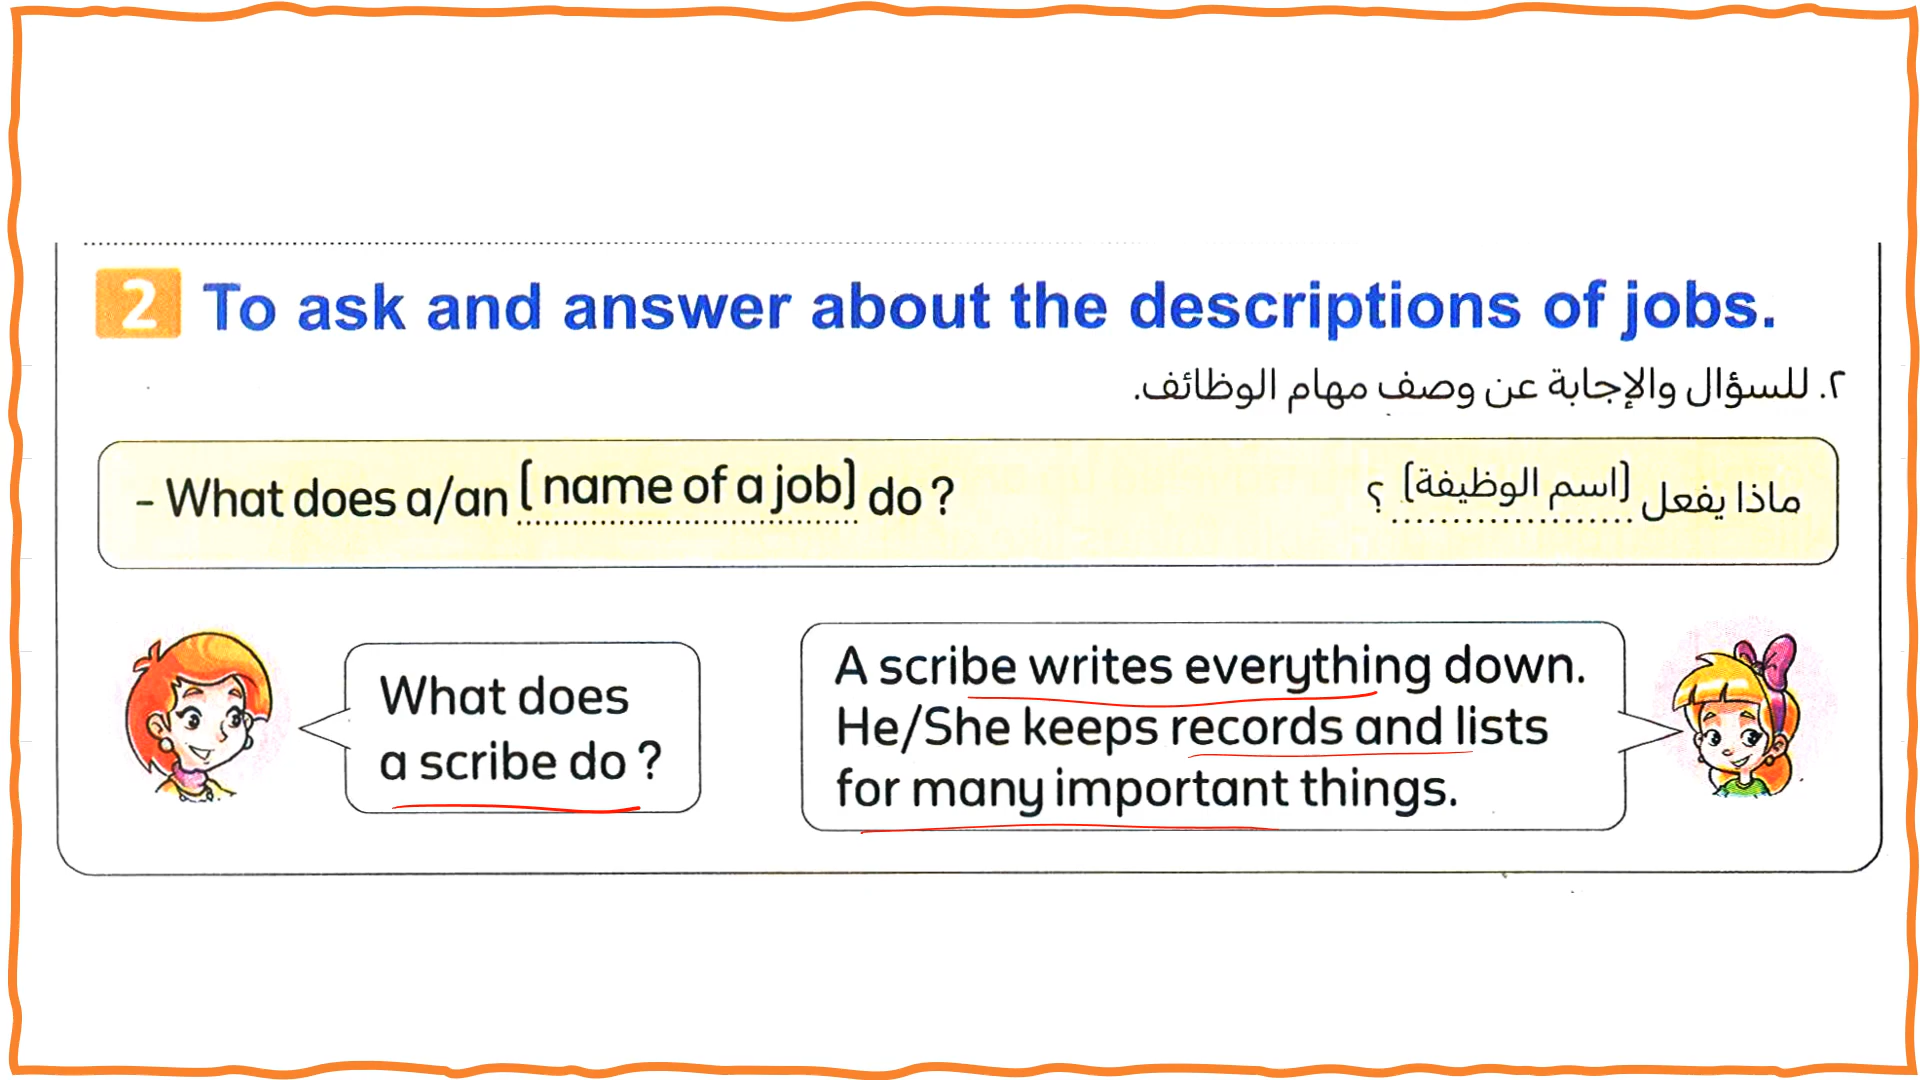 2 To ask and answer about the descriptions of jobs.
٢. للسؤال والإجابة عن وصف مهام الوظائف.
- What does a/an (name of a job) do ?
ماذا يفعل (اسم الوظيفة) ؟
What does
a scribe do ?
A scribe writes everything down.
He/She keeps records and lists
for many important things.